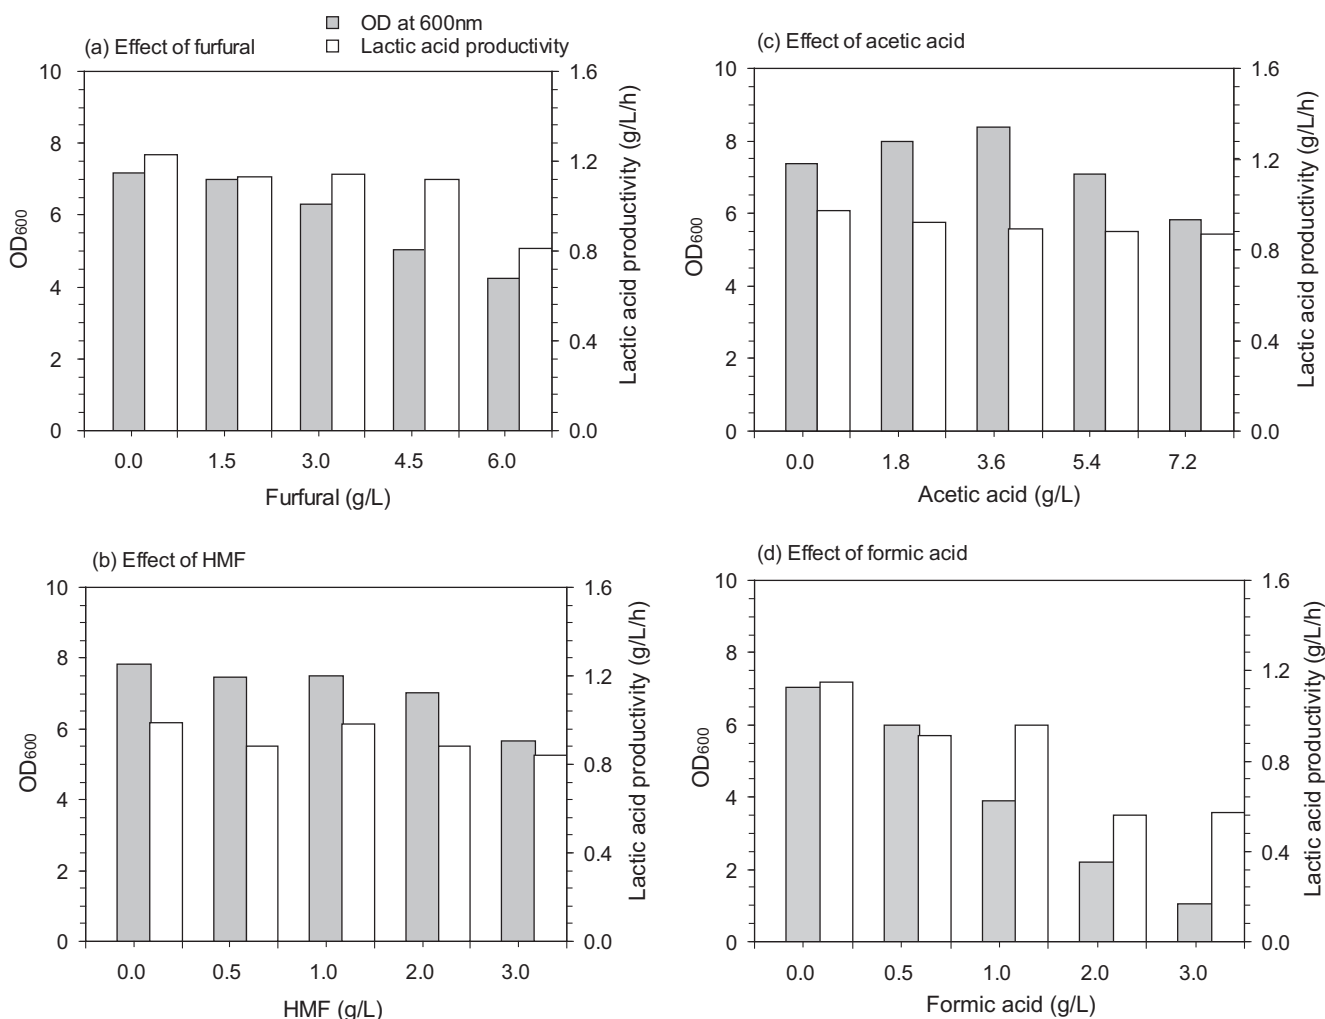 OD at 600nm
Lactic acid productivity
(a) Effect of furfural
10
8
6
4
2
0
OD600
1.6
1.2
0.8
0.4
0.0
Lactic acid productivity (g/L/h)
0.0 1.5 3.0 4.5 6.0
Furfural (g/L)
(c) Effect of acetic acid
10
8
6
4
2
0
OD600
1.6
1.2
0.8
0.4
0.0
Lactic acid productivity (g/L/h)
0.0 1.8 3.6 5.4 7.2
Acetic acid (g/L)
(b) Effect of HMF
10
8
6
4
2
0
OD600
1.6
1.2
0.8
0.4
0.0
Lactic acid productivity (g/L/h)
0.0 0.5 1.0 2.0 3.0
HMF (g/L)
(d) Effect of formic acid
10
8
6
4
2
0
OD600
1.6
1.2
0.8
0.4
0.0
Lactic acid productivity (g/L/h)
0.0 0.5 1.0 2.0 3.0
Formic acid (g/L)